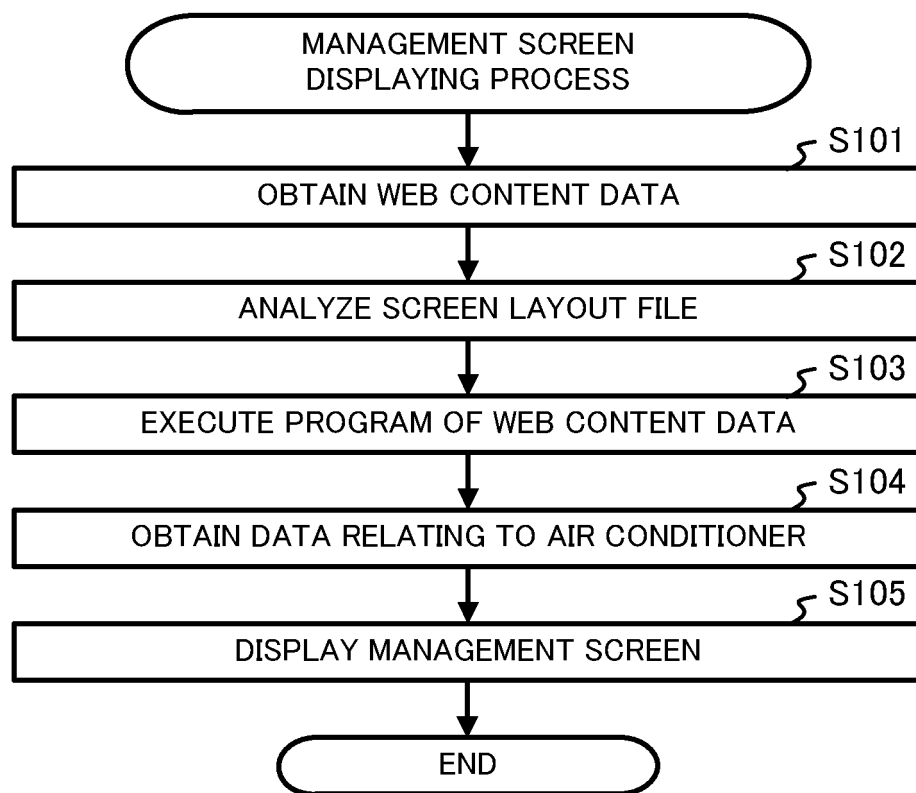 MANAGEMENT SCREEN
DISPLAYING PROCESS
S101
OBTAIN WEB CONTENT DATA
S102
ANALYZE SCREEN LAYOUT FILE
S103
EXECUTE PROGRAM OF WEB CONTENT DATA
S104
OBTAIN DATA RELATING TO AIR CONDITIONER
S105
DISPLAY MANAGEMENT SCREEN
END